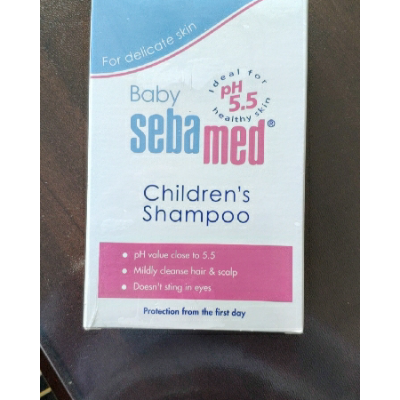 For delicate skin
Ideal for
pH
5.5
healthy skin
Baby
sebamed®
Children's
Shampoo
• pH value close to 5.5
• Mildly cleanse hair & scalp
• Doesn't sting in eyes
Protection from the first day